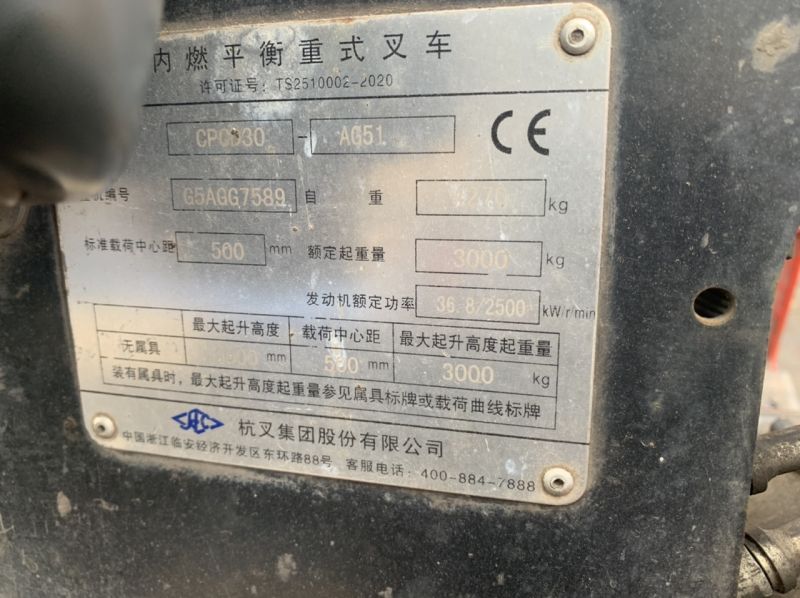 内燃平衡重式叉车
许可证号: TS2510002-2020
CPCD30 - AG51 CE
编号 G5AGG7589 自 重 kg
标准载荷中心距 500 mm 额定起重量 3000 kg
发动机额定功率 36.8/2500 kW/r/min
最大起升高度 载荷中心距 最大起升高度起重量
无属具 mm 500 mm 3000 kg
装有属具时，最大起升高度起重量参见属具标牌或载荷曲线标牌
杭叉集团股份有限公司
中国浙江临安经济开发区东环路88号 客服电话: 400-884-7888